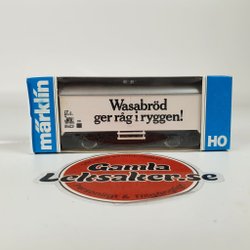 märklin
Wasabröd
ger råg i ryggen!
HO
Gamla
Leksaker.se